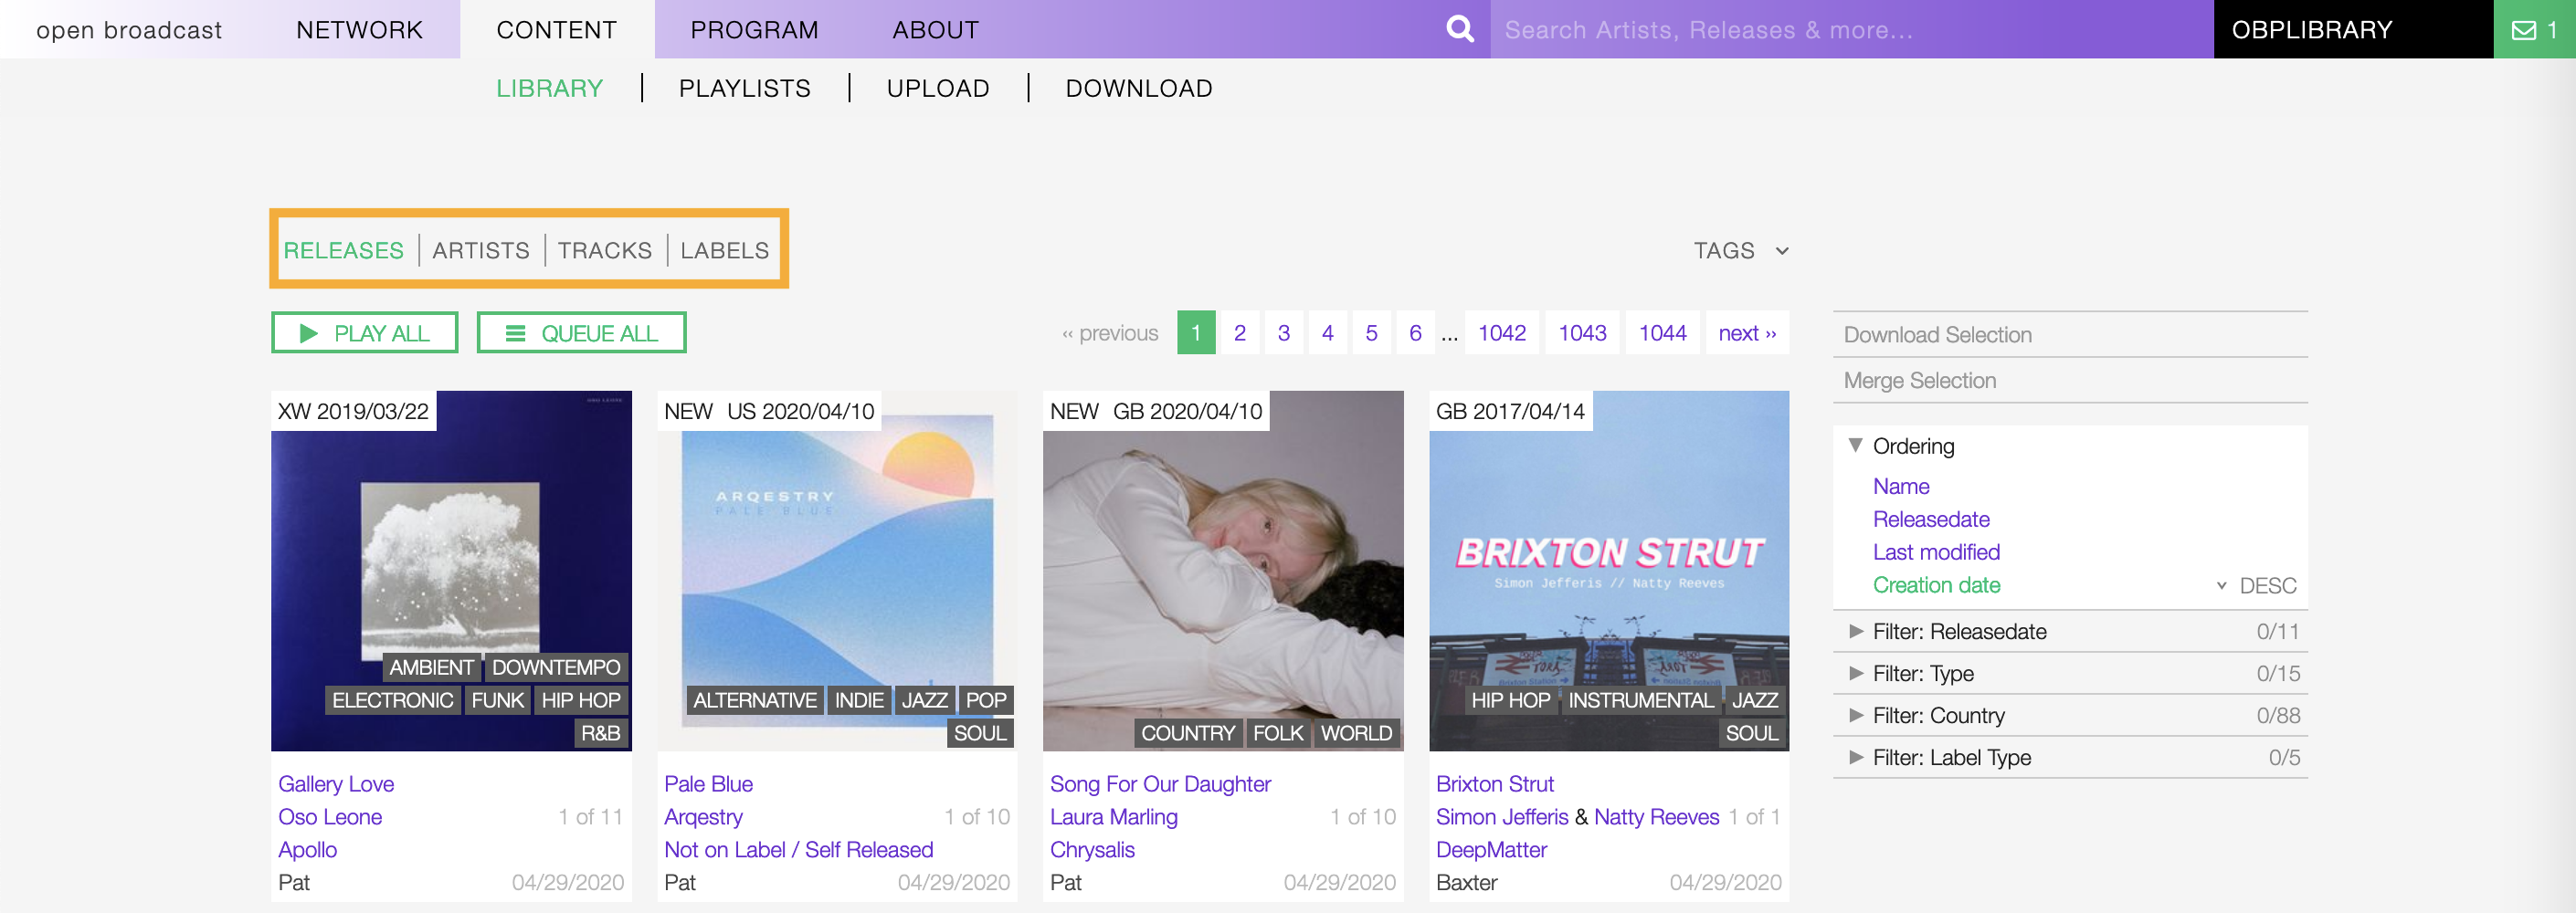 open broadcast NETWORK CONTENT PROGRAM ABOUT Search Artists, Releases & more... OBPLIBRARY 1
LIBRARY PLAYLISTS UPLOAD DOWNLOAD
RELEASES ARTISTS TRACKS LABELS TAGS
PLAY ALL QUEUE ALL ‹‹ previous 1 2 3 4 5 6 ... 1042 1043 1044 next ››
Download Selection
Merge Selection
XW 2019/03/22
AMBIENT DOWNTEMPO
ELECTRONIC FUNK HIP HOP
R&B
Gallery Love
Oso Leone 1 of 11
Apollo
Pat 04/29/2020
NEW US 2020/04/10
ARQESTRY
PALE BLUE
ALTERNATIVE INDIE JAZZ POP
SOUL
Pale Blue
Arqestry 1 of 10
Not on Label / Self Released
Pat 04/29/2020
NEW GB 2020/04/10
COUNTRY FOLK WORLD
Song For Our Daughter
Laura Marling 1 of 10
Chrysalis
Pat 04/29/2020
GB 2017/04/14
BRIXTON STRUT
Simon Jefferis // Natty Reeves
Brixton Station
HIP HOP INSTRUMENTAL JAZZ
SOUL
Brixton Strut
Simon Jefferis & Natty Reeves 1 of 1
DeepMatter
Baxter 04/29/2020
Ordering
Name
Releasedate
Last modified
Creation date DESC
Filter: Releasedate 0/11
Filter: Type 0/15
Filter: Country 0/88
Filter: Label Type 0/5